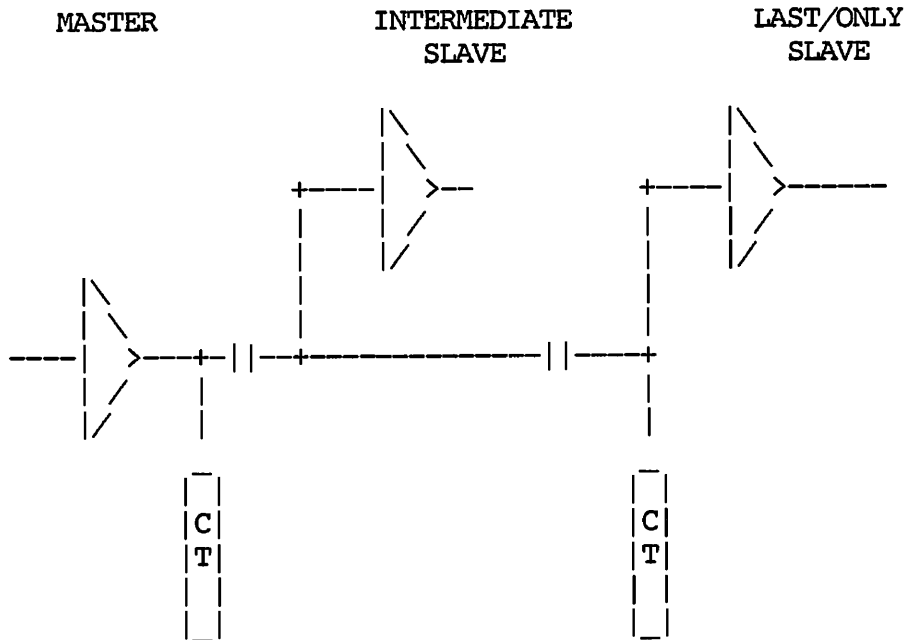 MASTER
INTERMEDIATE
SLAVE
LAST/ONLY
SLAVE
C
T
C
T